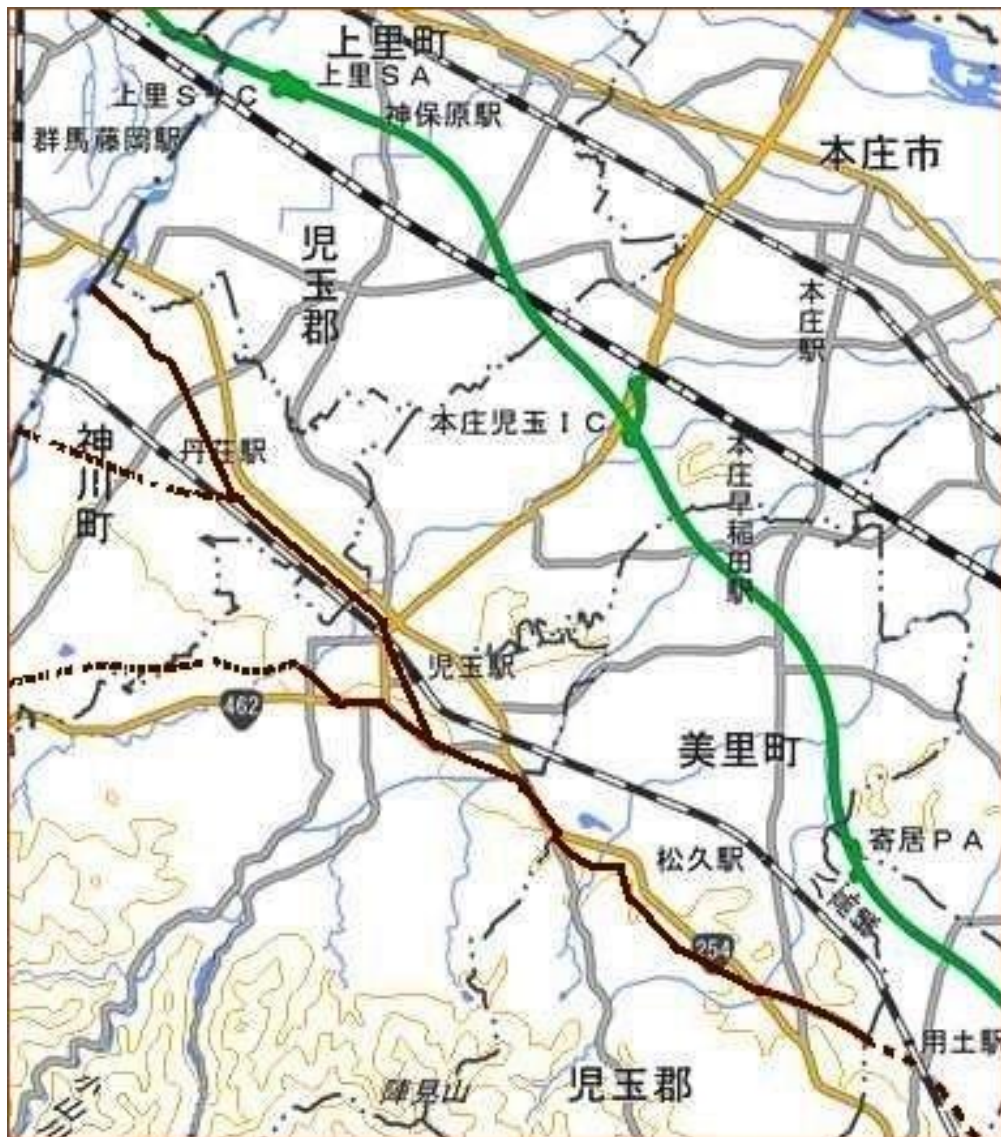 上里町
上里SA
上里SIC
神保原駅
群馬藤岡駅
本庄市
児玉郡
本庄駅
本庄児玉IC
神川町
丹荘駅
本庄早稲田駅
児玉駅
462
美里町
寄居PA
松久駅
八高線
254
用土駅
陣見山
児玉郡